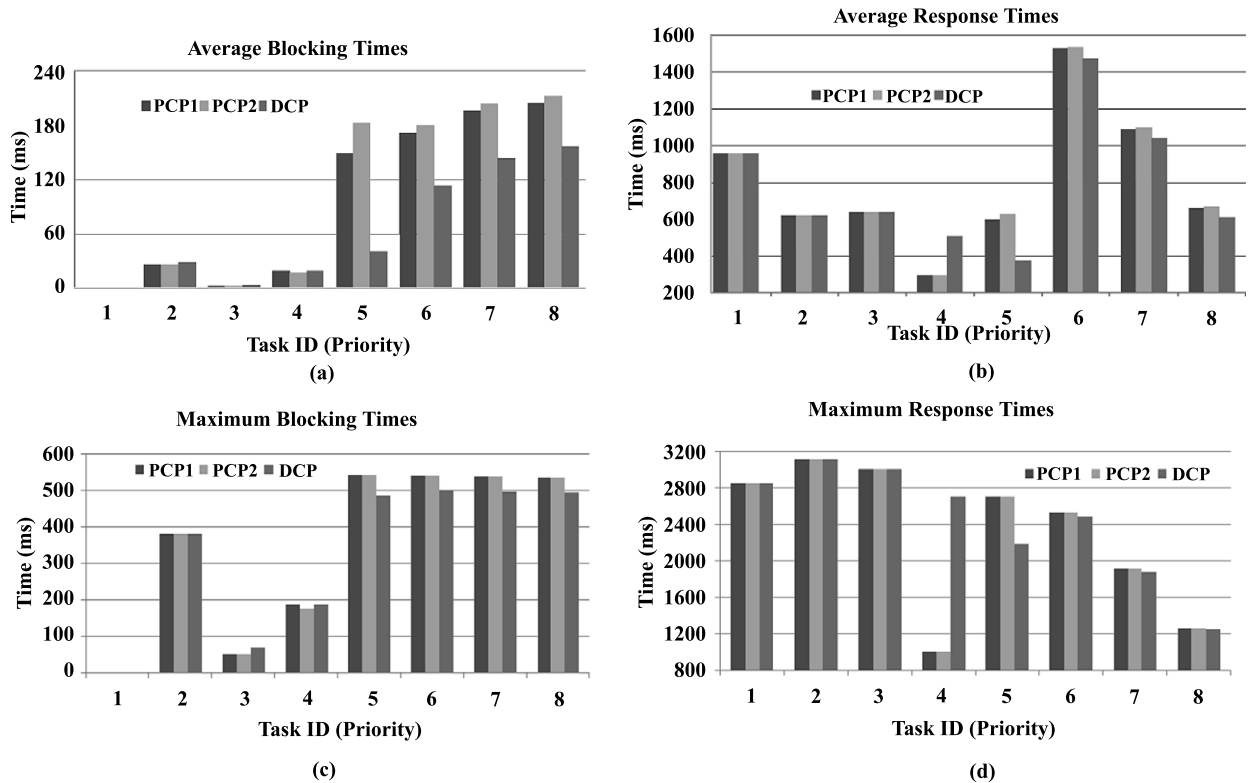 Average Blocking Times
240
180
120
60
0
Time (ms)
PCP1 PCP2 DCP
1 2 3 4 5 6 7 8
Task ID (Priority)
(a)
Average Response Times
1600
1400
1200
1000
800
600
400
200
Time (ms)
PCP1 PCP2 DCP
1 2 3 4 5 6 7 8
Task ID (Priority)
(b)
Maximum Blocking Times
600
500
400
300
200
100
0
Time (ms)
PCP1 PCP2 DCP
1 2 3 4 5 6 7 8
Task ID (Priority)
(c)
Maximum Response Times
3200
2800
2400
2000
1600
1200
800
Time (ms)
PCP1 PCP2 DCP
1 2 3 4 5 6 7 8
Task ID (Priority)
(d)